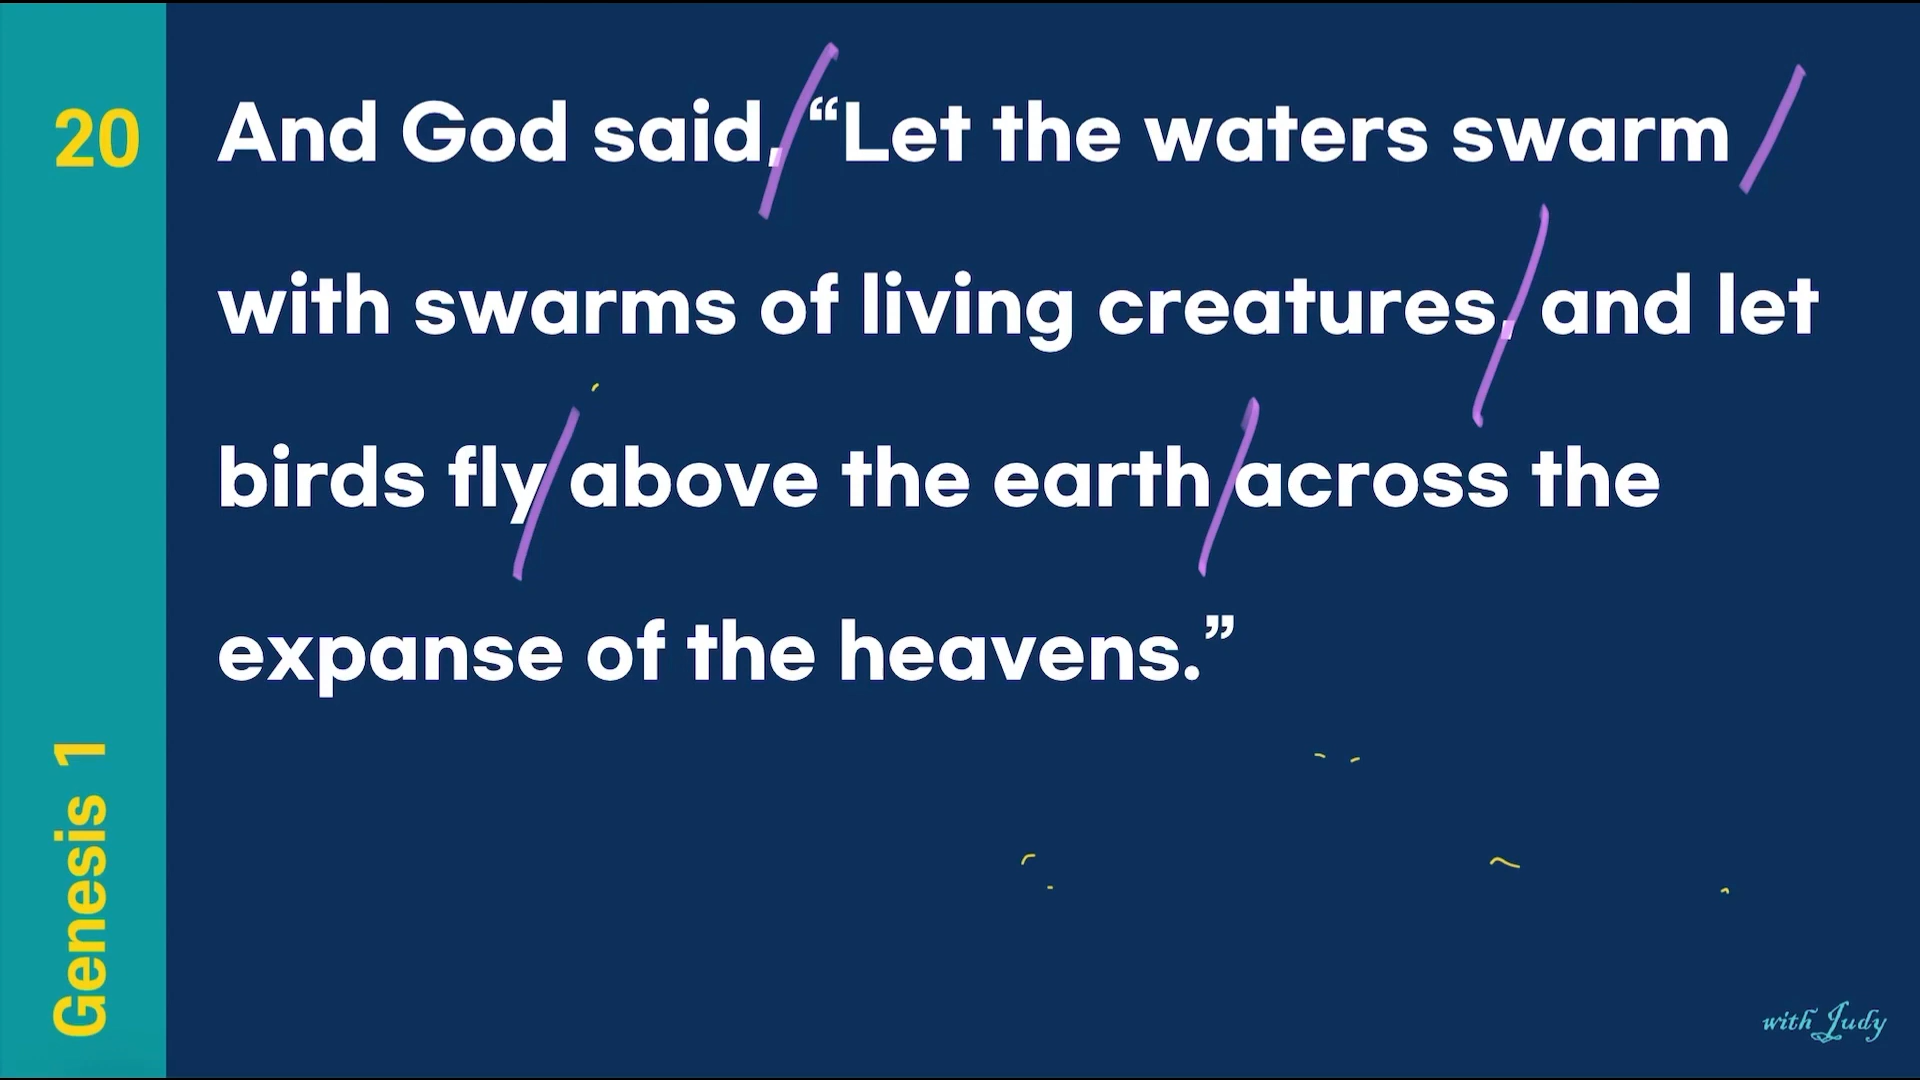 20
And God said, “Let the waters swarm
with swarms of living creatures, and let
birds fly above the earth across the
expanse of the heavens.”
Genesis 1
with Judy